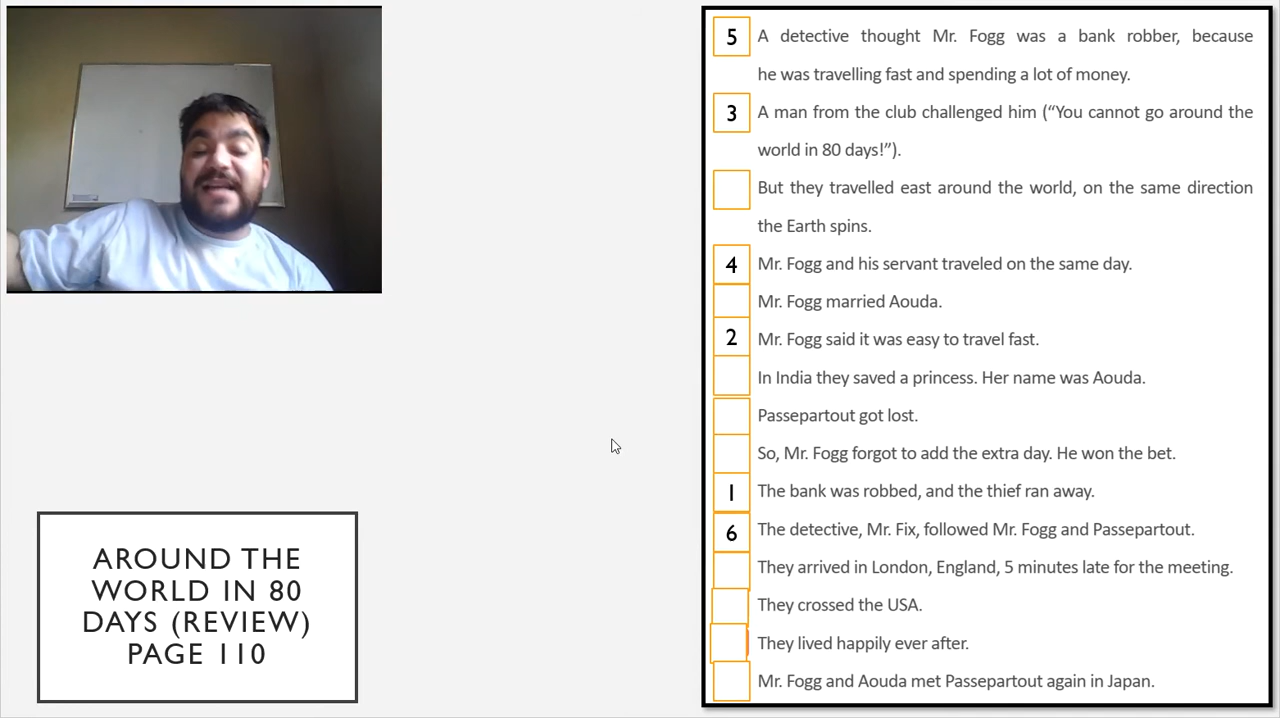 5 A detective thought Mr. Fogg was a bank robber, because
he was travelling fast and spending a lot of money.
3 A man from the club challenged him (“You cannot go around the
world in 80 days!”).
But they travelled east around the world, on the same direction
the Earth spins.
4 Mr. Fogg and his servant traveled on the same day.
Mr. Fogg married Aouda.
2 Mr. Fogg said it was easy to travel fast.
In India they saved a princess. Her name was Aouda.
Passepartout got lost.
So, Mr. Fogg forgot to add the extra day. He won the bet.
1 The bank was robbed, and the thief ran away.
6 The detective, Mr. Fix, followed Mr. Fogg and Passepartout.
They arrived in London, England, 5 minutes late for the meeting.
They crossed the USA.
They lived happily ever after.
Mr. Fogg and Aouda met Passepartout again in Japan.
AROUND THE
WORLD IN 80
DAYS (REVIEW)
PAGE 110